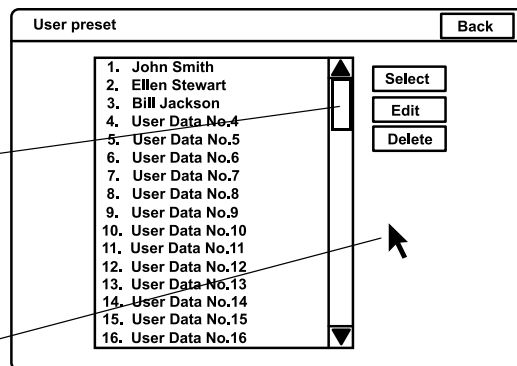 User preset
Back
1. John Smith
2. Ellen Stewart
3. Bill Jackson
4. User Data No.4
5. User Data No.5
6. User Data No.6
7. User Data No.7
8. User Data No.8
9. User Data No.9
10. User Data No.10
11. User Data No.11
12. User Data No.12
13. User Data No.13
14. User Data No.14
15. User Data No.15
16. User Data No.16
Select
Edit
Delete